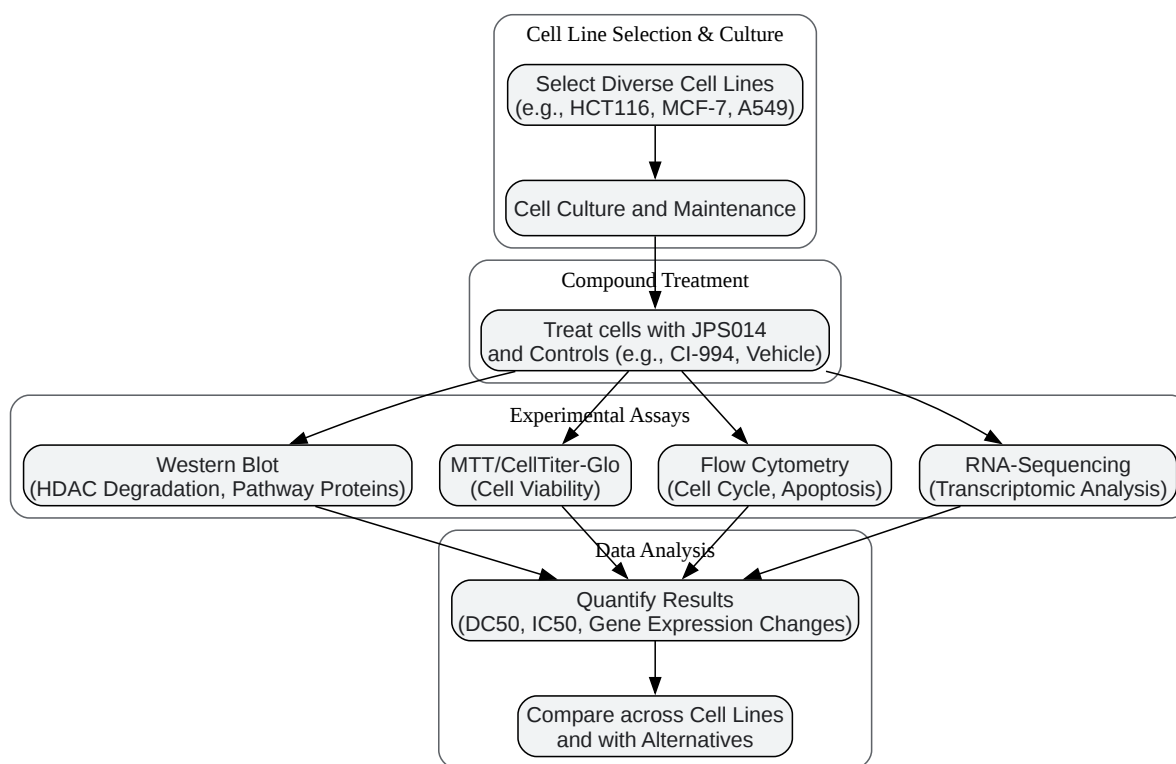 Cell Line Selection & Culture
Select Diverse Cell Lines
(e.g., HCT116, MCF-7, A549)
Cell Culture and Maintenance
Compound Treatment
Treat cells with JPS014
and Controls (e.g., CI-994, Vehicle)
Experimental Assays
Western Blot
(HDAC Degradation, Pathway Proteins)
MTT/CellTiter-Glo
(Cell Viability)
Flow Cytometry
(Cell Cycle, Apoptosis)
RNA-Sequencing
(Transcriptomic Analysis)
Data Analysis
Quantify Results
(DC50, IC50, Gene Expression Changes)
Compare across Cell Lines
and with Alternatives